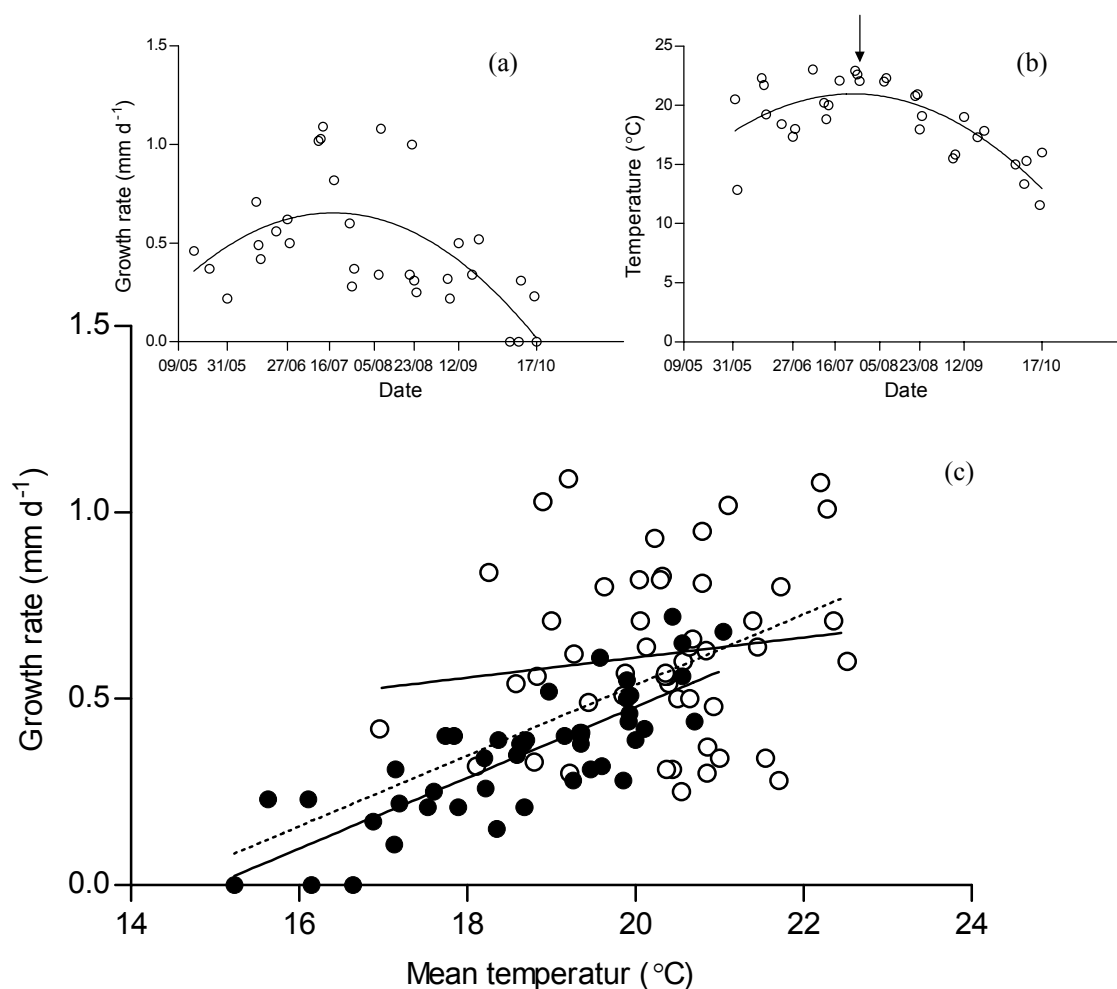 (a)
1.5
1.0
0.5
0.0
Growth rate (mm d⁻¹)
09/05 31/05 27/06 16/07 05/08 23/08 12/09 17/10
Date
(b)
25
20
15
10
5
0
Temperature (°C)
09/05 31/05 27/06 16/07 05/08 23/08 12/09 17/10
Date
(c)
1.5
1.0
0.5
0.0
Growth rate (mm d⁻¹)
14 16 18 20 22 24
Mean temperatur (°C)